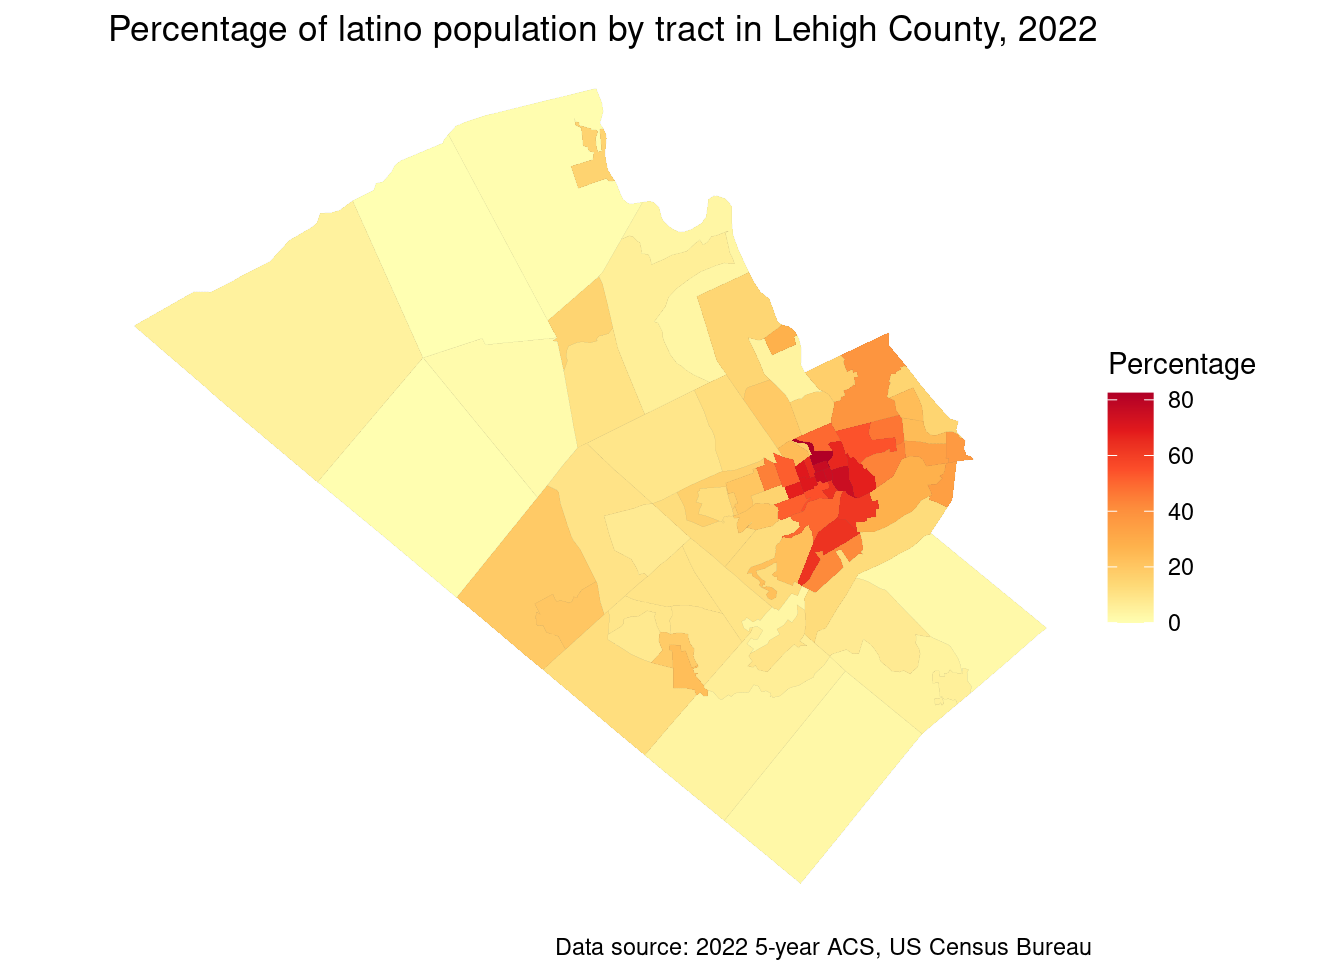 Percentage of latino population by tract in Lehigh County, 2022
Percentage
80
60
40
20
0
Data source: 2022 5-year ACS, US Census Bureau